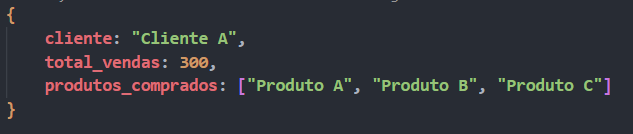 {
cliente: "Cliente A",
total_vendas: 300,
produtos_comprados: ["Produto A", "Produto B", "Produto C"]
}